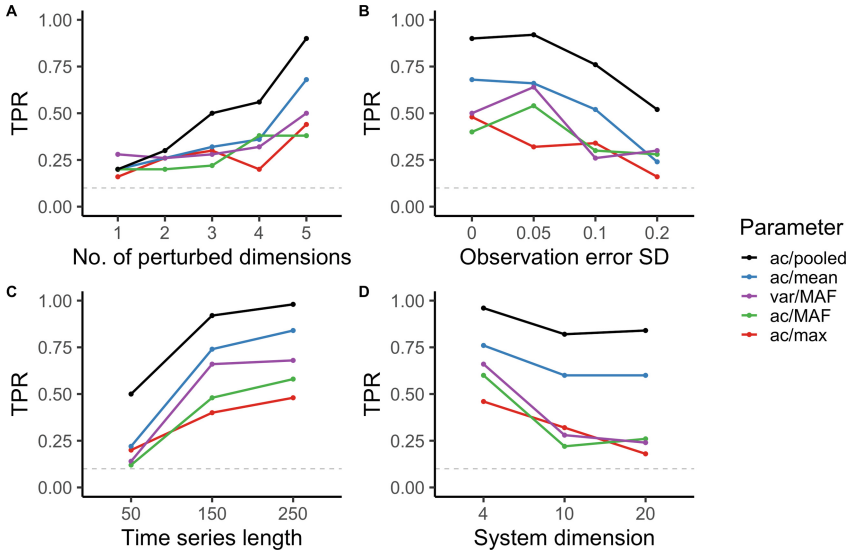 A
1.00
0.75
0.50
0.25
0.00
TPR
1 2 3 4 5
No. of perturbed dimensions
B
1.00
0.75
0.50
0.25
0.00
TPR
0 0.05 0.1 0.2
Observation error SD
C
1.00
0.75
0.50
0.25
0.00
TPR
50 150 250
Time series length
D
1.00
0.75
0.50
0.25
0.00
TPR
4 10 20
System dimension
Parameter
ac/pooled
ac/mean
var/MAF
ac/MAF
ac/max